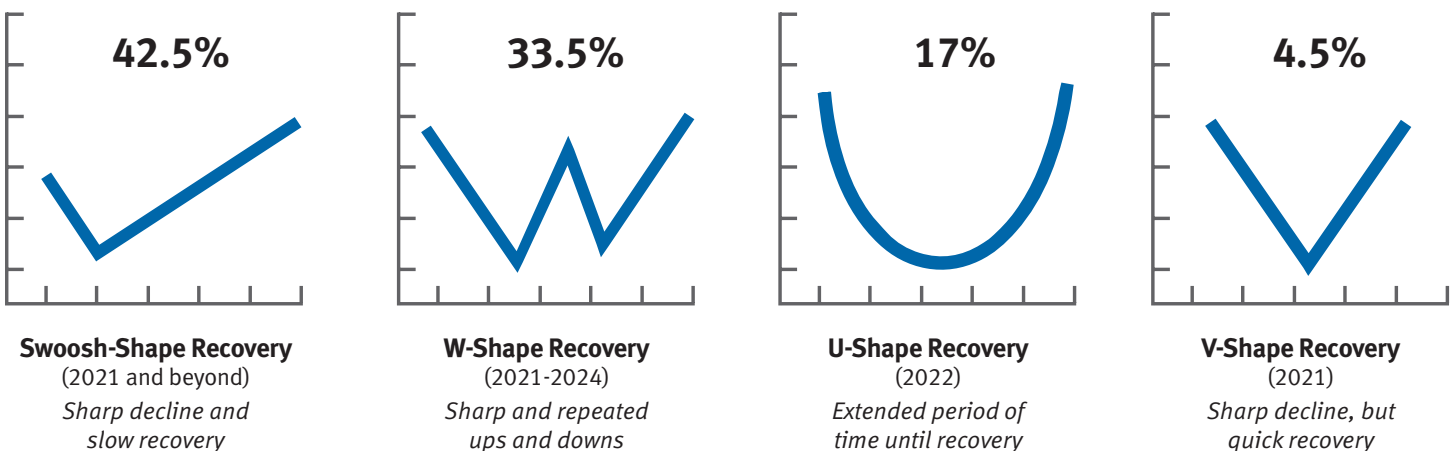 42.5%
Swoosh-Shape Recovery
(2021 and beyond)
Sharp decline and
slow recovery
33.5%
W-Shape Recovery
(2021-2024)
Sharp and repeated
ups and downs
17%
U-Shape Recovery
(2022)
Extended period of
time until recovery
4.5%
V-Shape Recovery
(2021)
Sharp decline, but
quick recovery